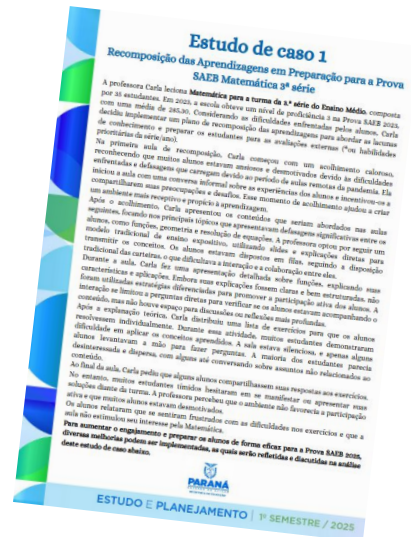 Estudo de caso 1
Recomposição das Aprendizagens em Preparação para a Prova
SAEB Matemática 3ª série
A professora Carla leciona Matemática para a turma da 3.ª série do Ensino Médio, composta
por 35 estudantes. Em 2023, a escola obteve um nível de proficiência 3 na Prova SAEB 2023,
com uma média de 265,30. Considerando as dificuldades enfrentadas pelos alunos, Carla
decidiu implementar um plano de recomposição das aprendizagens para abordar as lacunas
de conhecimento e preparar os estudantes para as avaliações externas (*ou habilidades
prioritárias da série/ano).
Na primeira aula de recomposição, Carla começou com um acolhimento caloroso,
reconhecendo que muitos alunos estavam ansiosos e desmotivados devido às dificuldades
enfrentadas e defasagens que carregam devido ao período de aulas remotas da pandemia. Ela
iniciou a aula com uma conversa informal sobre as experiências dos alunos e incentivou-os a
compartilharem suas preocupações e desafios. Esse momento de acolhimento ajudou a criar
um ambiente mais receptivo e propício à aprendizagem.
Após o acolhimento, Carla apresentou os conteúdos que seriam abordados nas aulas
seguintes, focando nos principais tópicos que apresentavam defasagens significativas entre os
alunos, como funções, geometria e resolução de equações. A professora optou por seguir um
modelo tradicional de ensino expositivo, utilizando slides e explicações diretas para
transmitir os conceitos. Os alunos estavam dispostos em filas, seguindo a disposição
tradicional das carteiras, o que dificultava a interação e a colaboração entre eles.
Durante a aula, Carla fez uma apresentação detalhada sobre funções, explicando suas
características e aplicações. Embora suas explicações fossem claras e bem estruturadas, não
foram utilizadas estratégias diferenciadas para promover a participação ativa dos alunos. A
interação se limitou a perguntas diretas para verificar se os alunos estavam acompanhando o
conteúdo, mas não houve espaço para discussões ou reflexões mais profundas.
Após a explanação teórica, Carla distribuiu uma lista de exercícios para que os alunos
resolvessem individualmente. Durante essa atividade, muitos estudantes demonstraram
dificuldade em aplicar os conceitos aprendidos. A sala estava silenciosa, e apenas alguns
alunos levantavam a mão para fazer perguntas. A maioria dos estudantes parecia
desinteressada e dispersa, com alguns até conversando sobre assuntos não relacionados ao
conteúdo.
Ao final da aula, Carla pediu que alguns alunos compartilhassem suas respostas aos exercícios.
No entanto, muitos estudantes tímidos hesitaram em se manifestar ou apresentar suas
soluções diante da turma. A professora percebeu que o ambiente não favorecia a participação
ativa e que muitos alunos estavam desmotivados.
Os alunos relataram que se sentiram frustrados com as dificuldades nos exercícios e que a
aula não estimulou seu interesse pela Matemática.
Para aumentar o engajamento e preparar os alunos de forma eficaz para a Prova SAEB 2025,
diversas melhorias podem ser implementadas, as quais serão refletidas e discutidas na análise
deste estudo de caso abaixo.
PARANÁ
ESTUDO E PLANEJAMENTO | 1º SEMESTRE / 2025